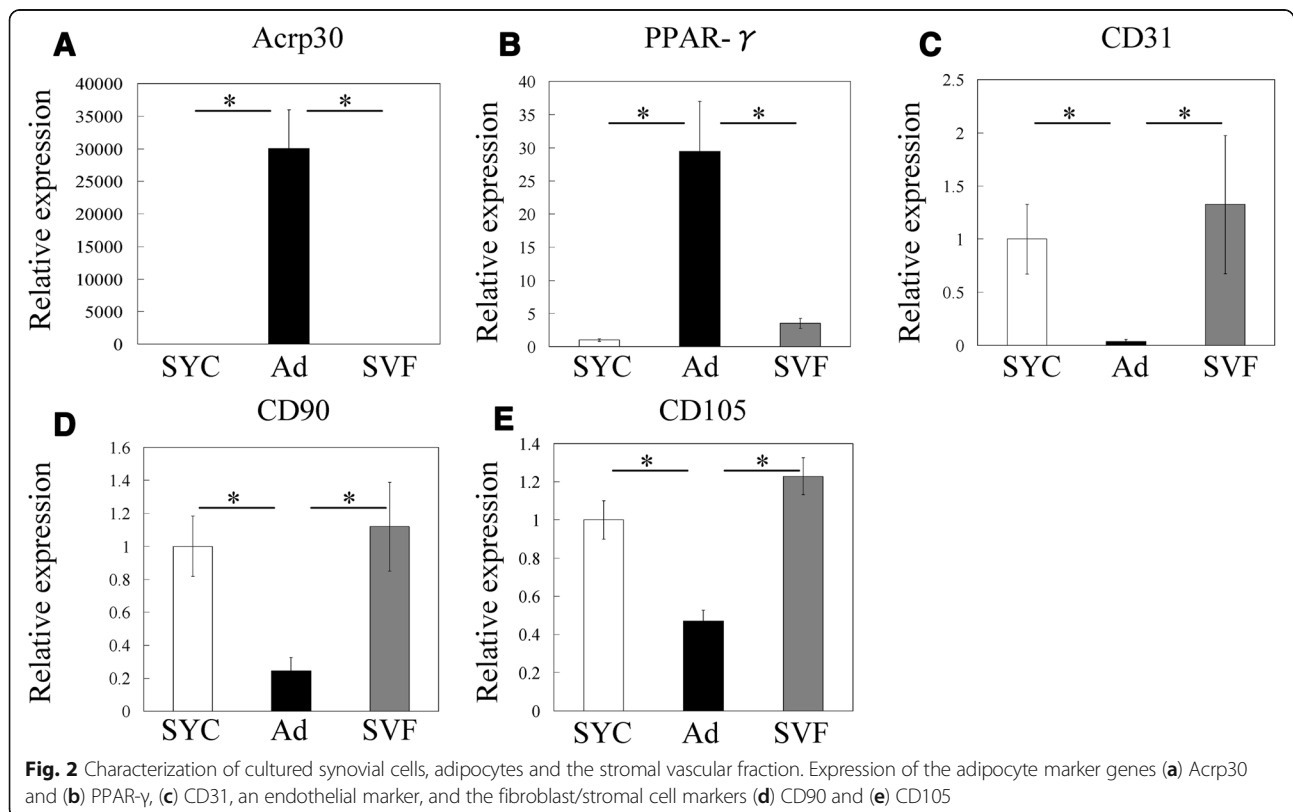 A
Acrp30
Relative expression
40000
35000
30000
25000
20000
15000
10000
5000
0
* *
SYC Ad SVF
B
PPAR-γ
Relative expression
40
35
30
25
20
15
10
5
0
* *
SYC Ad SVF
C
CD31
Relative expression
2.5
2
1.5
1
0.5
0
* *
SYC Ad SVF
D
CD90
Relative expression
1.6
1.4
1.2
1
0.8
0.6
0.4
0.2
0
* *
SYC Ad SVF
E
CD105
Relative expression
1.4
1.2
1
0.8
0.6
0.4
0.2
0
* *
SYC Ad SVF
Fig. 2 Characterization of cultured synovial cells, adipocytes and the stromal vascular fraction. Expression of the adipocyte marker genes (a) Acrp30
and (b) PPAR-γ, (c) CD31, an endothelial marker, and the fibroblast/stromal cell markers (d) CD90 and (e) CD105